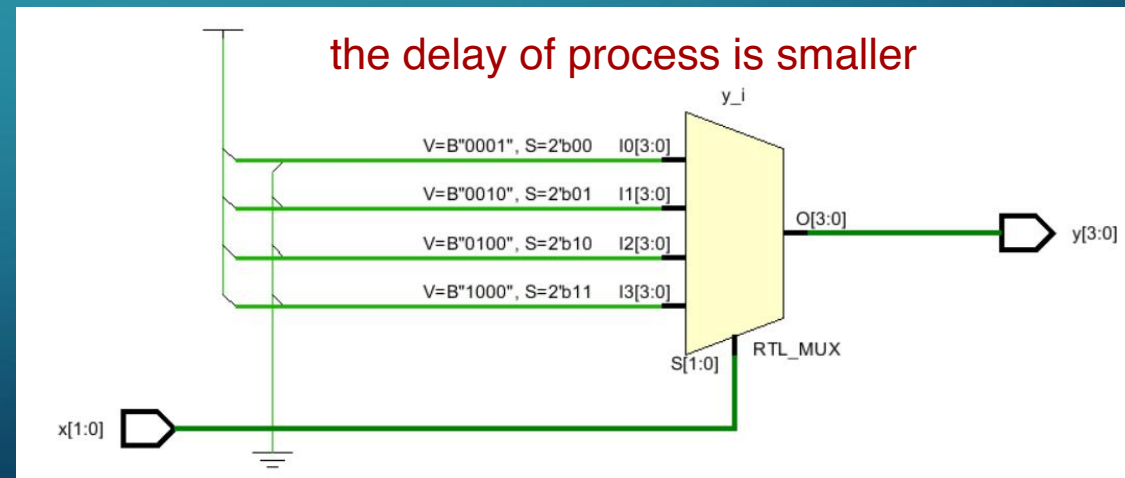 the delay of process is smaller
y_i
V=B"0001", S=2'b00 I0[3:0]
V=B"0010", S=2'b01 I1[3:0]
V=B"0100", S=2'b10 I2[3:0]
V=B"1000", S=2'b11 I3[3:0]
O[3:0]
y[3:0]
S[1:0]
RTL_MUX
x[1:0]